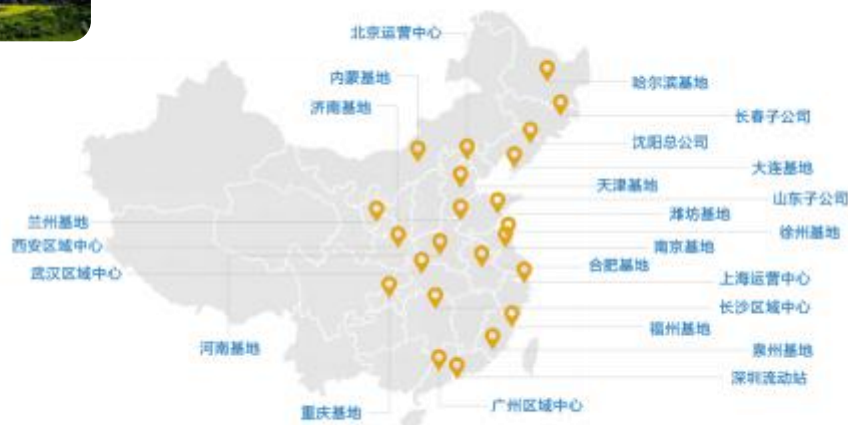 北京运营中心
内蒙基地
哈尔滨基地
济南基地
长春子公司
沈阳总公司
大连基地
天津基地
山东子公司
兰州基地
潍坊基地
徐州基地
西安区域中心
南京基地
武汉区域中心
合肥基地
上海运营中心
长沙区域中心
福州基地
河南基地
泉州基地
深圳流动站
重庆基地
广州区域中心